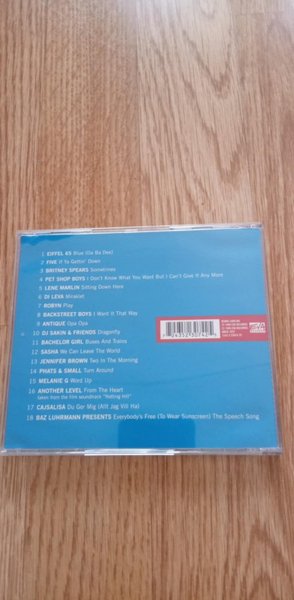 1 EIFFEL 65 Blue (Da Ba Dee)
2 FIVE If Ya Gettin' Down
3 BRITNEY SPEARS Sometimes
4 PET SHOP BOYS I Don't Know What You Want But I Can't Give It Any More
5 LENE MARLIN Sitting Down Here
6 DI LEVA Miraklet
7 ROBYN Play
8 BACKSTREET BOYS I Want It That Way
9 ANTIQUE Opa Opa
10 DJ SAKIN & FRIENDS Dragonfly
11 BACHELOR GIRL Buses And Trains
12 SASHA We Can Leave The World
13 JENNIFER BROWN Two In The Morning
14 PHATS & SMALL Turn Around
15 MELANIE G Word Up
16 ANOTHER LEVEL From The Heart
taken from the film soundtrack "Notting Hill"
17 CAJSALISA Du Ger Mig (Allt Jag Vill Ha)
18 BAZ LUHRMANN PRESENTS Everybody's Free (To Wear Sunscreen) The Speech Song